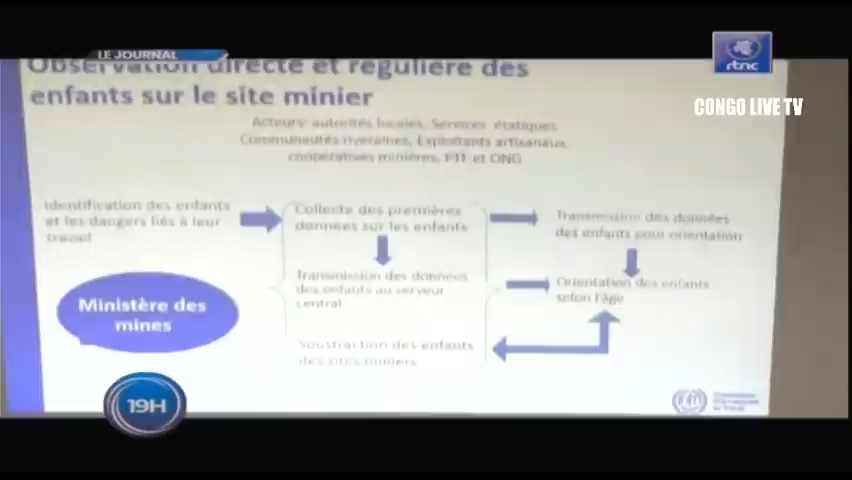 LE JOURNAL
rtnc
CONGO LIVE TV
Observation directe et régulière des
enfants sur le site minier
Acteurs: autorités locales, Services étatiques
Communautés riveraines, Exploitants artisanaux,
coopératives minières, PTF et ONG
Identification des enfants
et les dangers liés à leur
travail
Collecte des premières
données sur les enfants
Transmission des données
des enfants pour orientation
Transmission des données
des enfants au serveur
central
Orientation des enfants
selon l'âge
Ministère des
mines
Soustraction des enfants
des sites miniers
19H